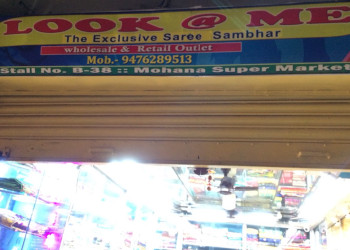 LOOK @ ME
The Exclusive Saree Sambhar
wholesale & Retail Outlet
Mob.- 9476289513
Stall No. B-38 :: Mohana Super Market